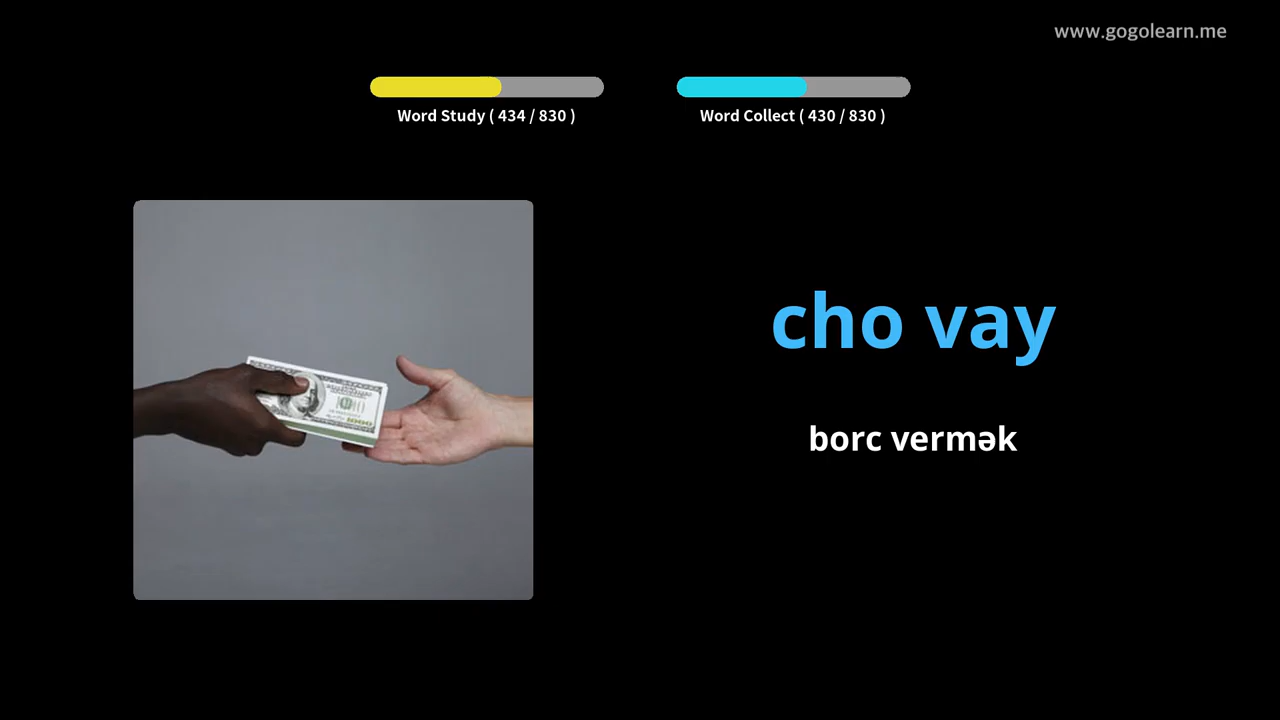 www.gogolearn.me
Word Study ( 434 / 830 )
Word Collect ( 430 / 830 )
cho vay
borc vermək